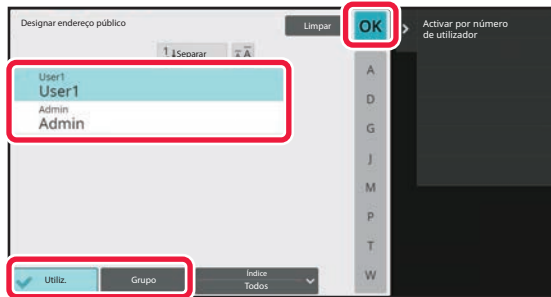 Designar endereço público
Limpar
OK
Activar por número
de utilizador
1
Separar
A
User1
User1
Admin
Admin
A
D
G
J
M
P
T
W
Utiliz.
Grupo
Índice
Todos